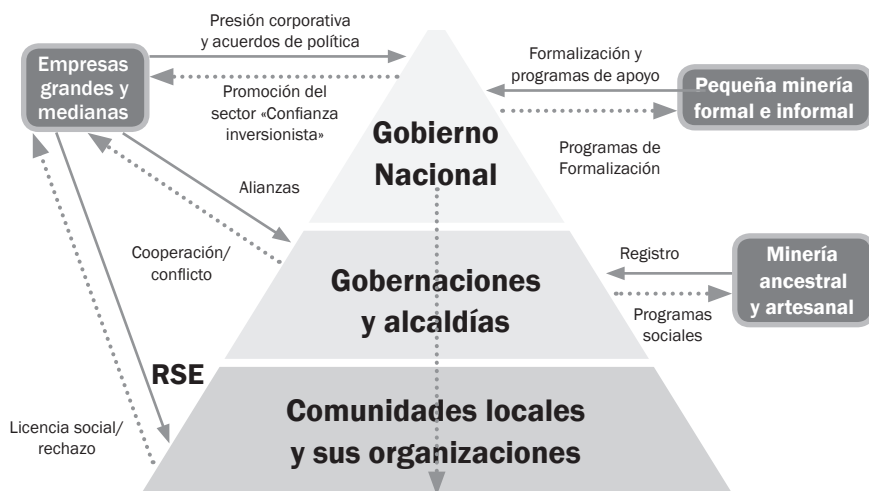 Presión corporativa
y acuerdos de política
Empresas
grandes y
medianas
Promoción del
sector «Confianza
inversionista»
Formalización y
programas de apoyo
Pequeña minería
formal e informal
Programas de
Formalización
Gobierno
Nacional
Alianzas
Cooperación/
conflicto
Gobernaciones
y alcaldías
Registro
Minería
ancestral
y artesanal
Programas
sociales
RSE
Licencia social/
rechazo
Comunidades locales
y sus organizaciones